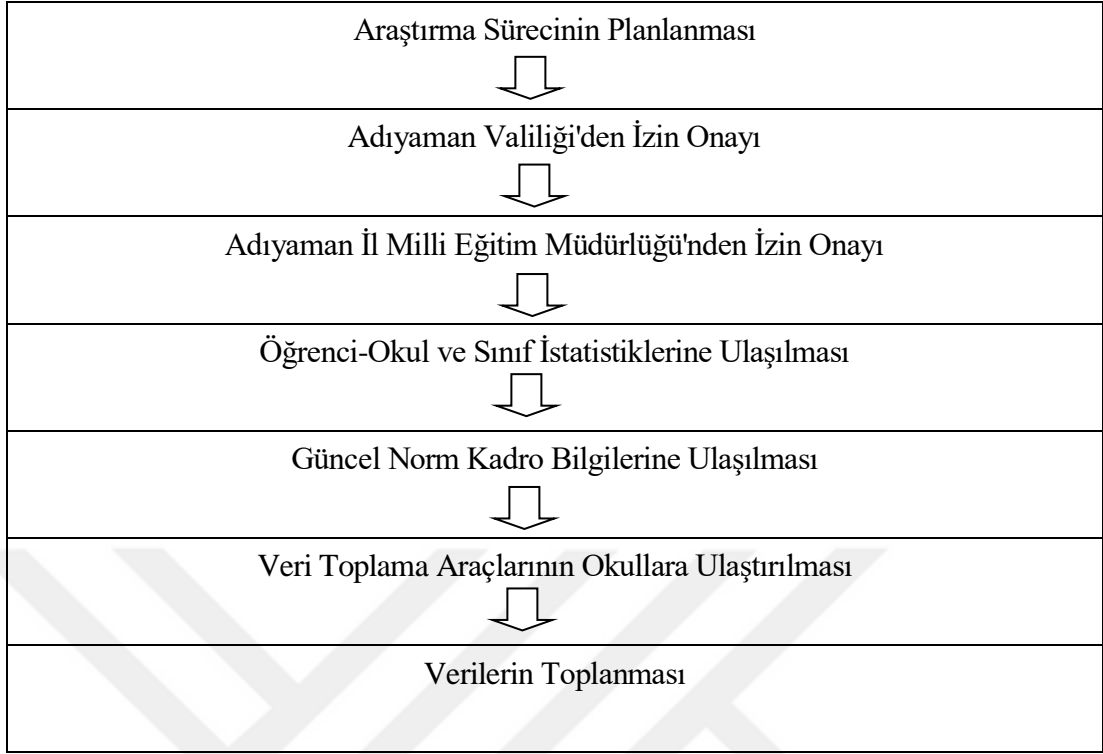 Araştırma Sürecinin Planlanması
Adıyaman Valiliği'den İzin Onayı
Adıyaman İl Milli Eğitim Müdürlüğü'nden İzin Onayı
Öğrenci-Okul ve Sınıf İstatistiklerine Ulaşılması
Güncel Norm Kadro Bilgilerine Ulaşılması
Veri Toplama Araçlarının Okullara Ulaştırılması
Verilerin Toplanması